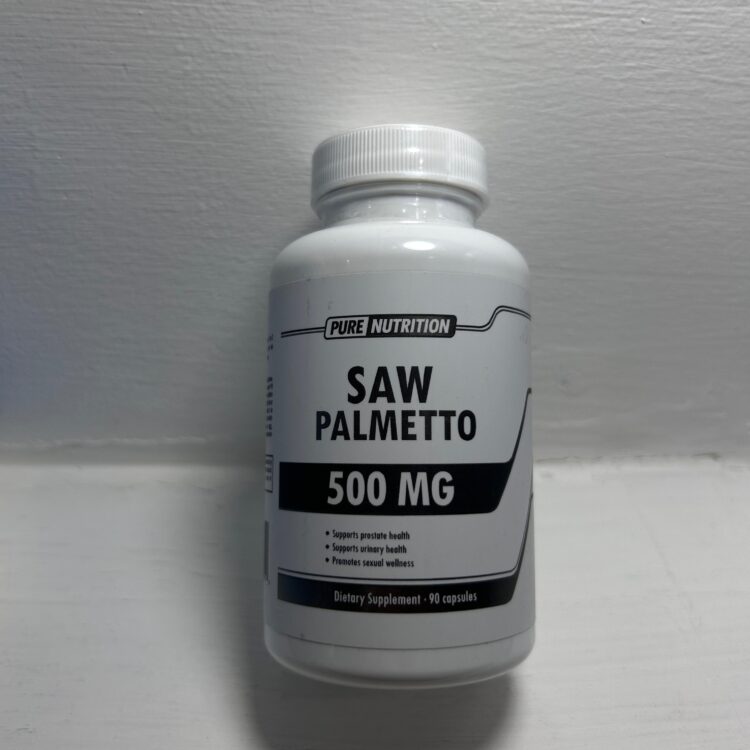 PURE NUTRITION
SAW
PALMETTO
500 MG
• Supports prostate health
• Supports urinary health
• Promotes sexual wellness
Dietary Supplement · 90 capsules